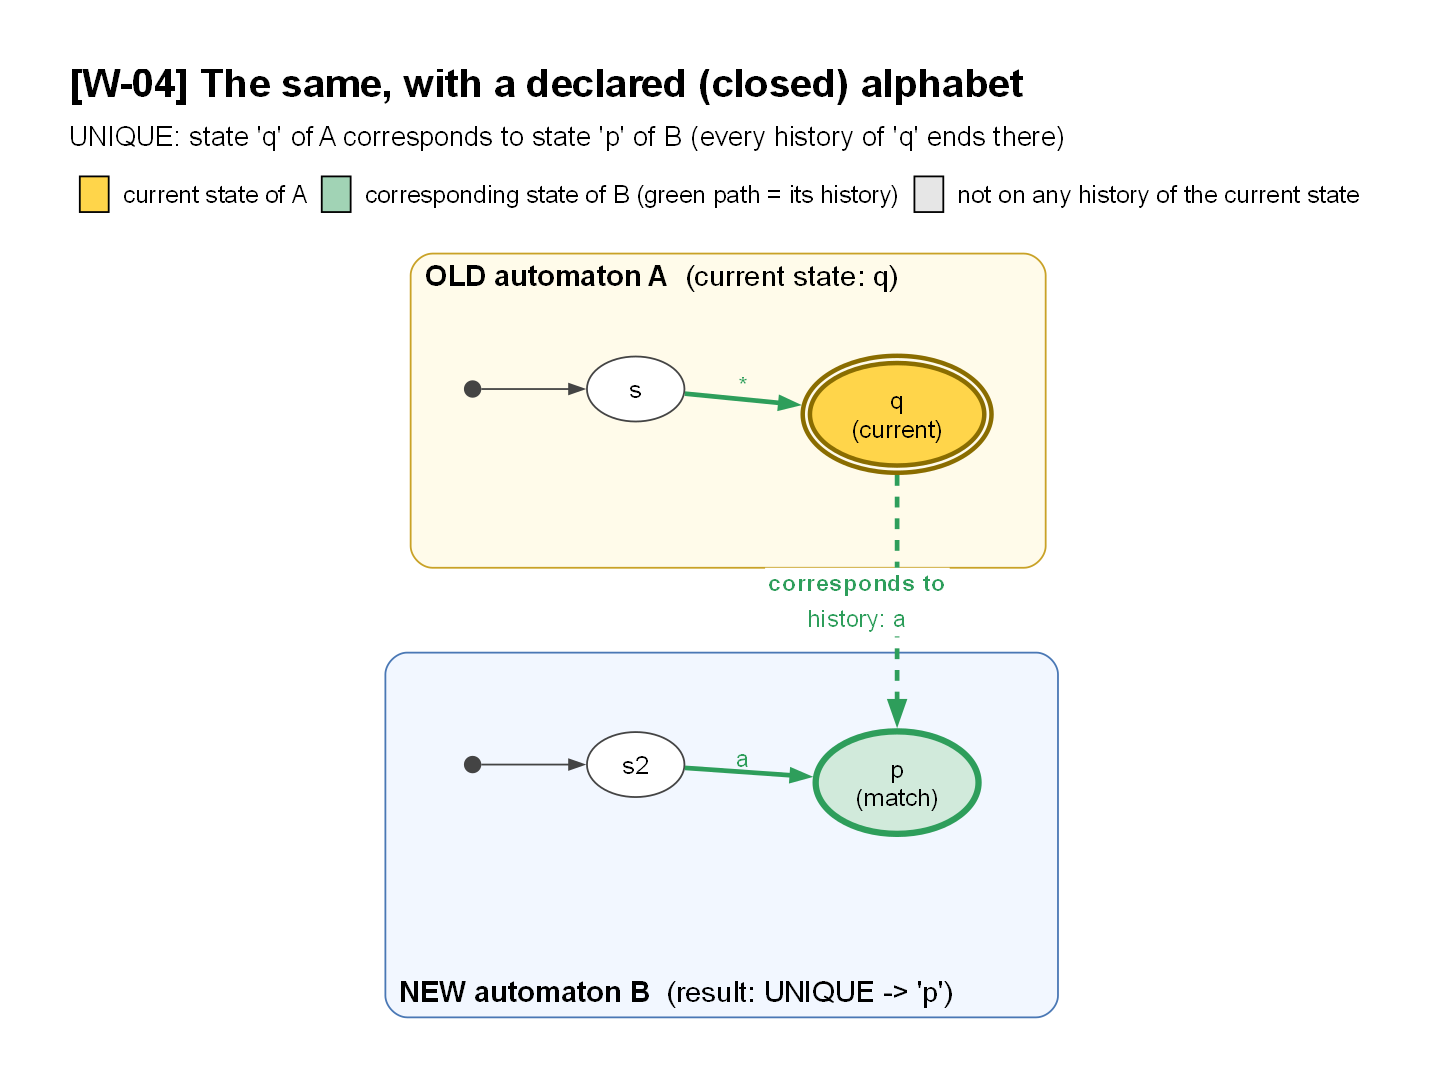 [W-04] The same, with a declared (closed) alphabet
UNIQUE: state 'q' of A corresponds to state 'p' of B (every history of 'q' ends there)
current state of A
corresponding state of B (green path = its history)
not on any history of the current state
OLD automaton A (current state: q)
s
*
q
(current)
corresponds to
history: a
s2
a
p
(match)
NEW automaton B (result: UNIQUE -> 'p')